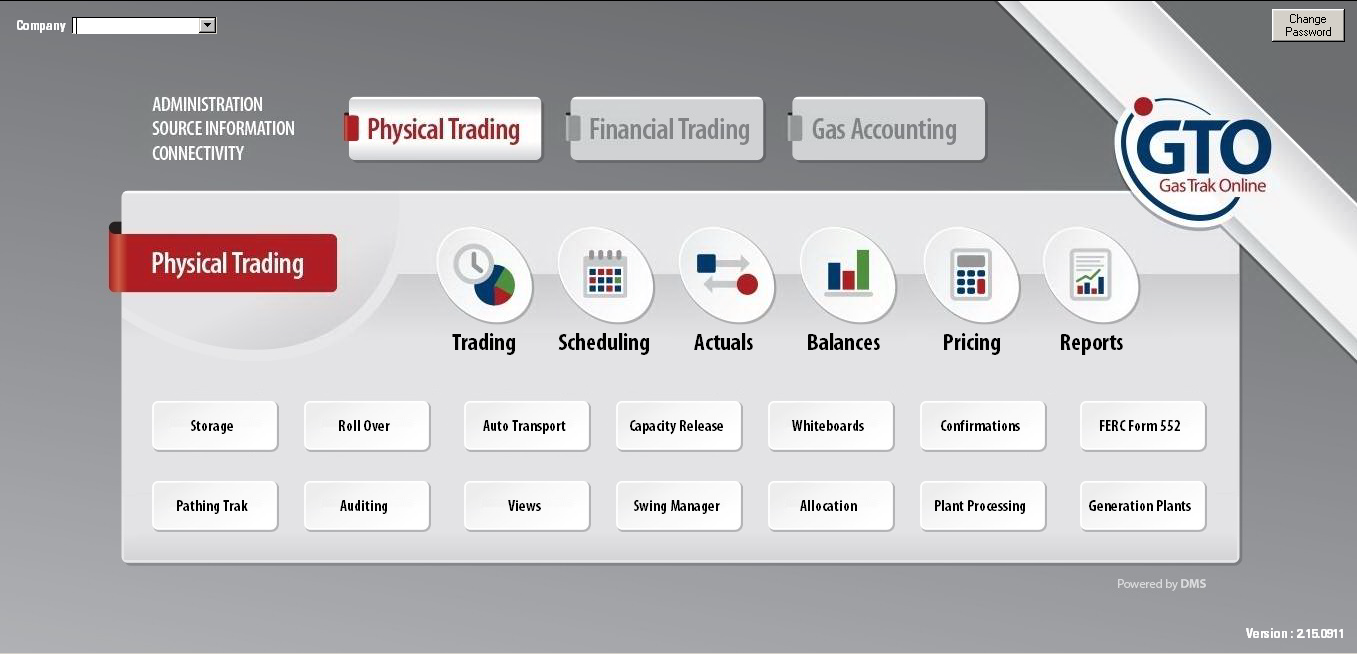 Company
Change
Password
ADMINISTRATION
SOURCE INFORMATION
CONNECTIVITY
Physical Trading
Financial Trading
Gas Accounting
GTO
Gas Trak Online
Physical Trading
Trading
Scheduling
Actuals
Balances
Pricing
Reports
Storage
Roll Over
Auto Transport
Capacity Release
Whiteboards
Confirmations
FERC Form 552
Pathing Trak
Auditing
Views
Swing Manager
Allocation
Plant Processing
Generation Plants
Powered by DMS
Version : 2.15.0911